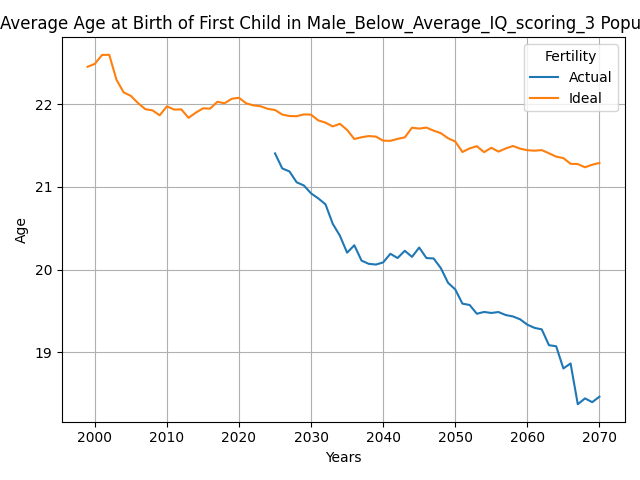 Average Age at Birth of First Child in Male_Below_Average_IQ_scoring_3 Popu
Fertility
Actual
Ideal
22
21
20
19
Age
2000 2010 2020 2030 2040 2050 2060 2070
Years